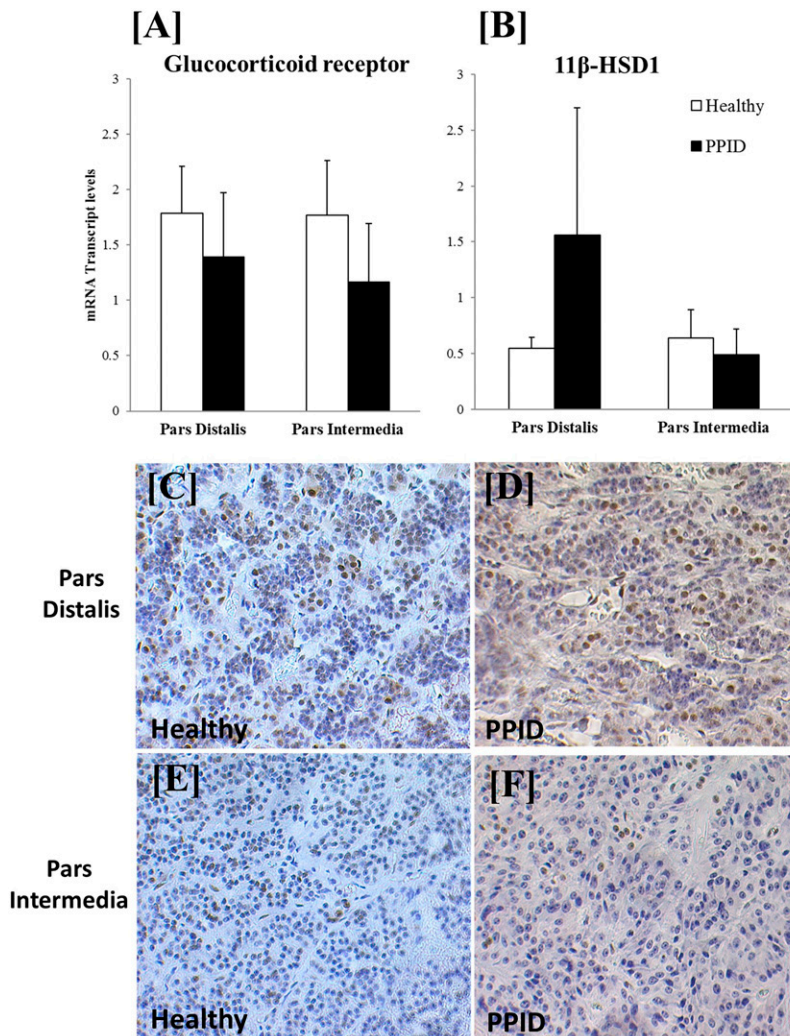 [A]
Glucocorticoid receptor
3
2.5
2
1.5
1
0.5
0
mRNA Transcript levels
Pars Distalis
Pars Intermedia
[B]
11β-HSD1
3
2.5
2
1.5
1
0.5
0
Healthy
PPID
Pars Distalis
Pars Intermedia
Pars
Distalis
[C]
Healthy
[D]
PPID
Pars
Intermedia
[E]
Healthy
[F]
PPID